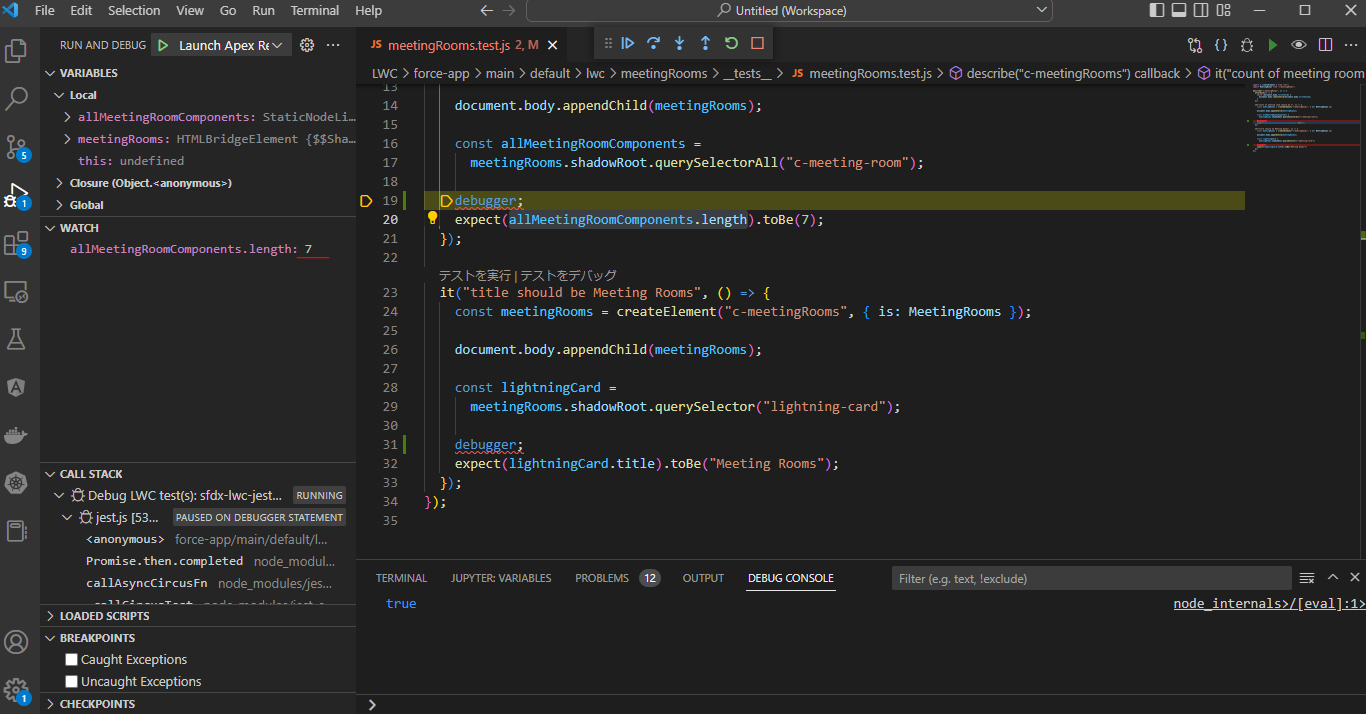 File Edit Selection View Go Run Terminal Help
Untitled (Workspace)
RUN AND DEBUG Launch Apex Re
meetingRooms.test.js 2, M
LWC > force-app > main > default > lwc > meetingRooms > __tests__ > JS meetingRooms.test.js > describe("c-meetingRooms") callback > it("count of meeting room
VARIABLES
Local
allMeetingRoomComponents: StaticNodeLi...
meetingRooms: HTMLBridgeElement {$$Sha...
this: undefined
Closure (Object.<anonymous>)
Global
WATCH
allMeetingRoomComponents.length: 7
CALL STACK
Debug LWC test(s): sfdx-lwc-jest... RUNNING
jest.js [53... PAUSED ON DEBUGGER STATEMENT
<anonymous> force-app/main/default/l...
Promise.then.completed node_modul...
callAsyncCircusFn node_modules/jes...
callCircusTest node_modules/jest-c...
LOADED SCRIPTS
BREAKPOINTS
Caught Exceptions
Uncaught Exceptions
CHECKPOINTS
5
1
9
1
13
14 document.body.appendChild(meetingRooms);
15
16 const allMeetingRoomComponents =
17 meetingRooms.shadowRoot.querySelectorAll("c-meeting-room");
18
19 debugger;
20 expect(allMeetingRoomComponents.length).toBe(7);
21 });
22
テストを実行 | テストをデバッグ
23 it("title should be Meeting Rooms", () => {
24 const meetingRooms = createElement("c-meetingRooms", { is: MeetingRooms });
25
26 document.body.appendChild(meetingRooms);
27
28 const lightningCard =
29 meetingRooms.shadowRoot.querySelector("lightning-card");
30
31 debugger;
32 expect(lightningCard.title).toBe("Meeting Rooms");
33 });
34 });
35
TERMINAL JUPYTER: VARIABLES PROBLEMS 12 OUTPUT DEBUG CONSOLE
Filter (e.g. text, !exclude)
true
node_internals>/[eval]:1>